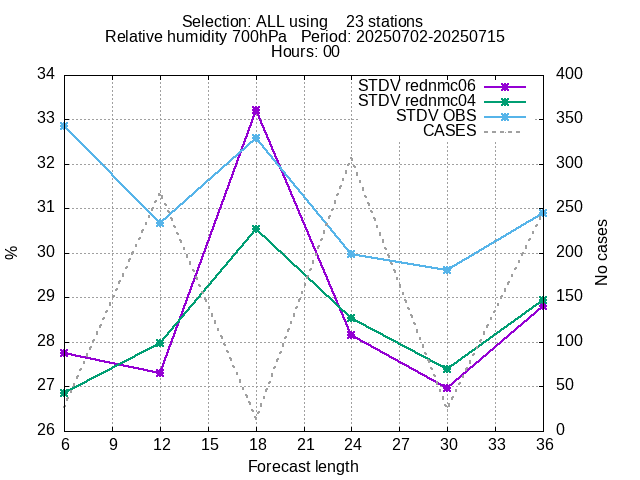 Selection: ALL using 23 stations
Relative humidity 700hPa Period: 20250702-20250715
Hours: 00
34 400
STDV rednmc06
STDV rednmc04
33 350
STDV OBS
CASES
32 300
31 250
30 200
29 150
28 100
27 50
26 0
%
No cases
6 9 12 15 18 21 24 27 30 33 36
Forecast length